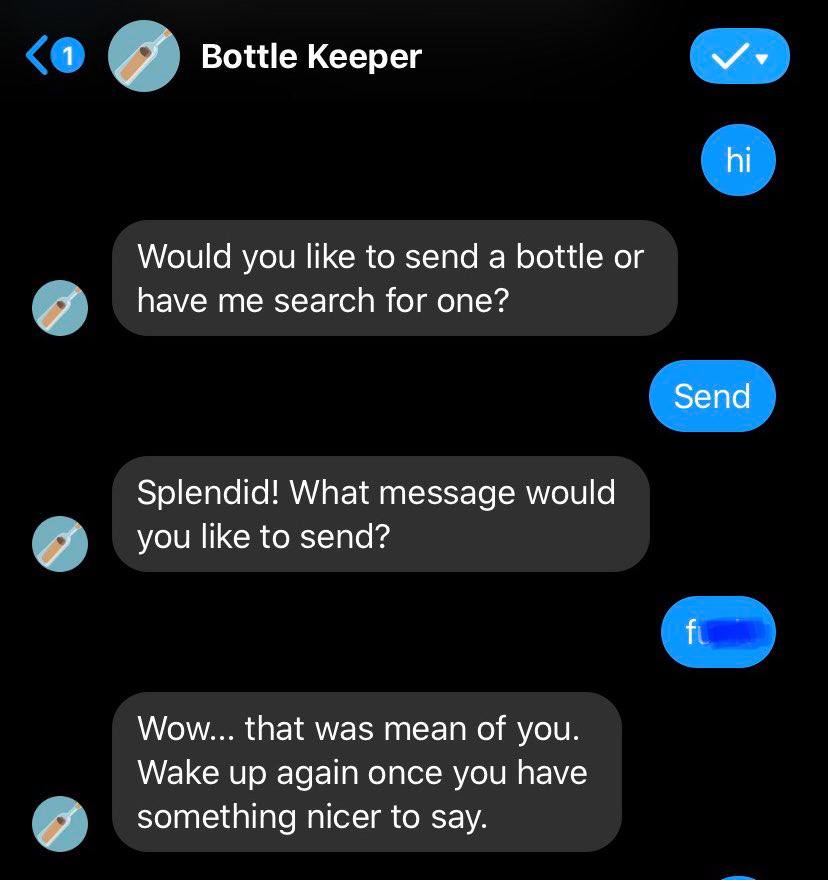 1
Bottle Keeper
hi
Would you like to send a bottle or
have me search for one?
Send
Splendid! What message would
you like to send?
Wow... that was mean of you.
Wake up again once you have
something nicer to say.